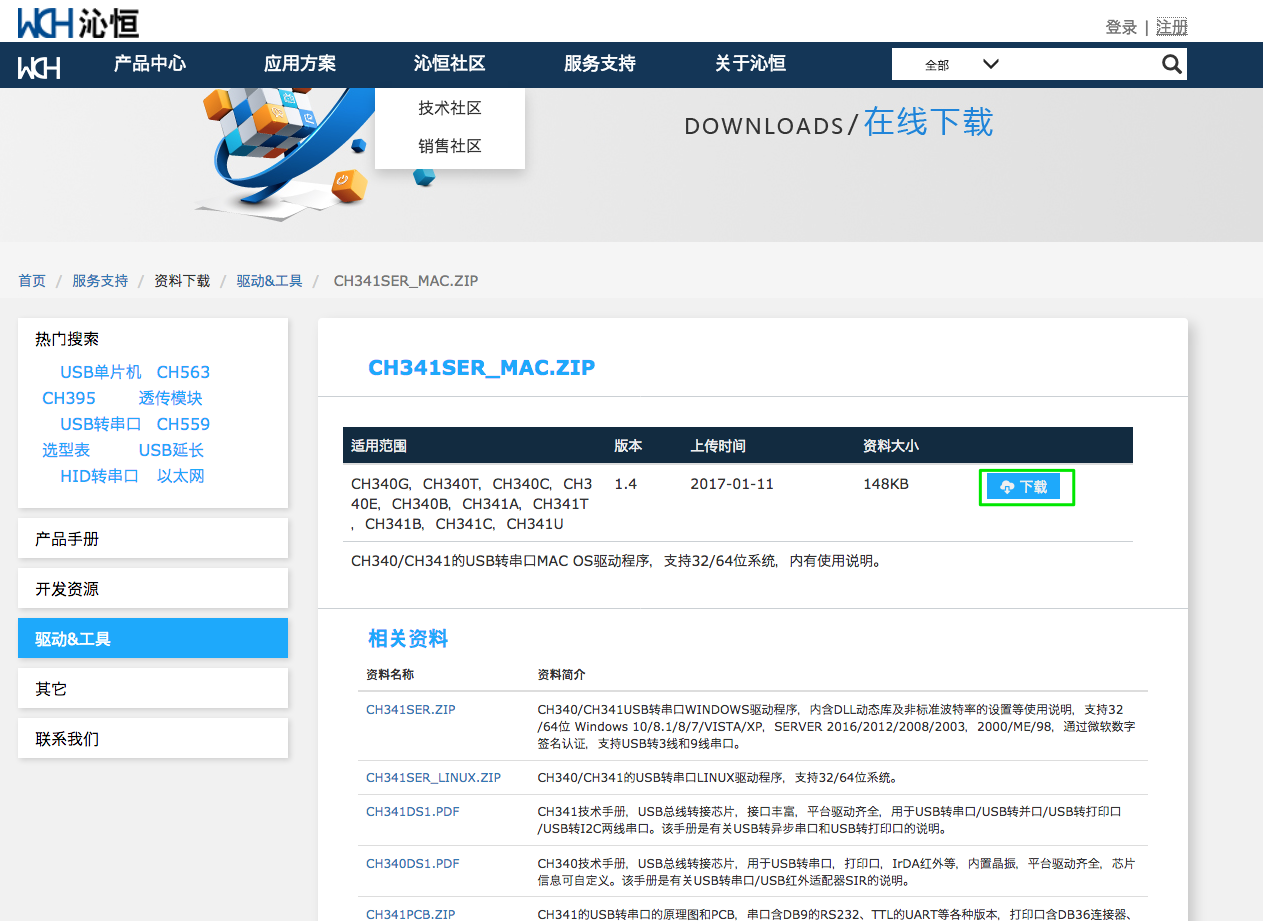 WCH沁恒
登录 | 注册
WCH 产品中心 应用方案 沁恒社区 服务支持 关于沁恒 全部
技术社区
销售社区
DOWNLOADS/在线下载
首页 / 服务支持 / 资料下载 / 驱动&工具 / CH341SER_MAC.ZIP
热门搜索
USB单片机 CH563
CH395 透传模块
USB转串口 CH559
选型表 USB延长
HID转串口 以太网
产品手册
开发资源
驱动&工具
其它
联系我们
CH341SER_MAC.ZIP
适用范围 版本 上传时间 资料大小
CH340G，CH340T，CH340C，CH3 1.4 2017-01-11 148KB 下载
40E，CH340B，CH341A，CH341T
，CH341B，CH341C，CH341U
CH340/CH341的USB转串口MAC OS驱动程序，支持32/64位系统，内有使用说明。
相关资料
资料名称 资料简介
CH341SER.ZIP CH340/CH341USB转串口WINDOWS驱动程序，内含DLL动态库及非标准波特率的设置等使用说明，支持32
/64位 Windows 10/8.1/8/7/VISTA/XP，SERVER 2016/2012/2008/2003，2000/ME/98，通过微软数字
签名认证，支持USB转3线和9线串口。
CH341SER_LINUX.ZIP CH340/CH341的USB转串口LINUX驱动程序，支持32/64位系统。
CH341DS1.PDF CH341技术手册，USB总线转接芯片，接口丰富，平台驱动齐全，用于USB转串口/USB转并口/USB转打印口
/USB转I2C两线串口。该手册是有关USB转异步串口和USB转打印口的说明。
CH340DS1.PDF CH340技术手册，USB总线转接芯片，用于USB转串口，打印口，IrDA红外等，内置晶振，平台驱动齐全，芯片
信息可自定义。该手册是有关USB转串口/USB红外适配器SIR的说明。
CH341PCB.ZIP CH341的USB转串口的原理图和PCB，串口含DB9的RS232、TTL的UART等各种版本，打印口含DB36连接器、